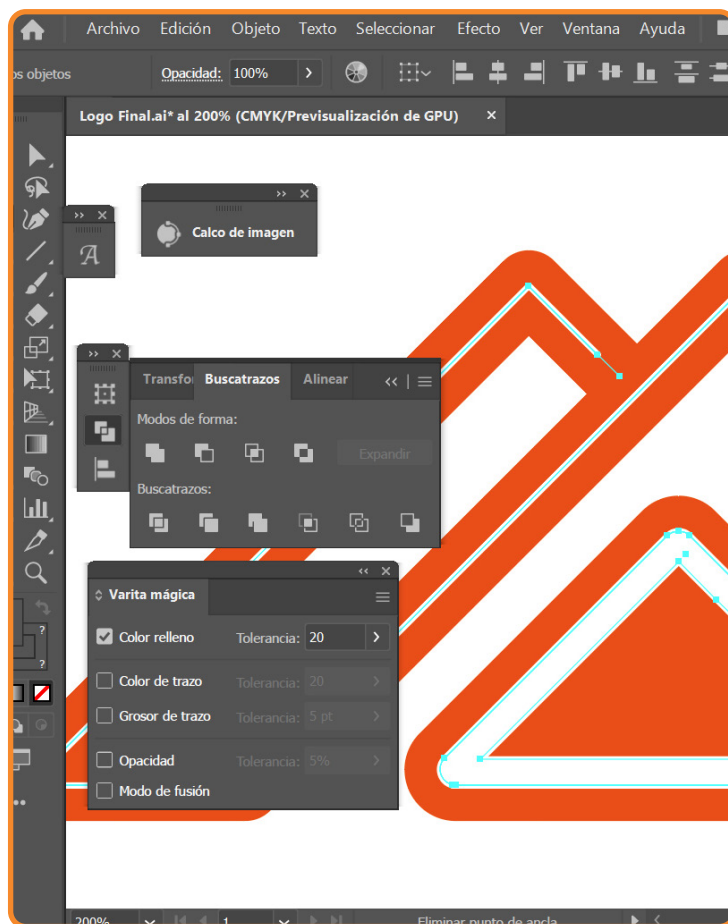 Archivo Edición Objeto Texto Seleccionar Efecto Ver Ventana Ayuda
os objetos Opacidad: 100%
Logo Final.ai* al 200% (CMYK/Previsualización de GPU) ×
Calco de imagen
Transfo Buscatrazos Alinear
Modos de forma:
Expandir
Buscatrazos:
Varita mágica
Color relleno Tolerancia: 20
Color de trazo Tolerancia: 20
Grosor de trazo Tolerancia: 5 pt
Opacidad Tolerancia: 5%
Modo de fusión
? 
?
200% 1 Eliminar punto de ancla